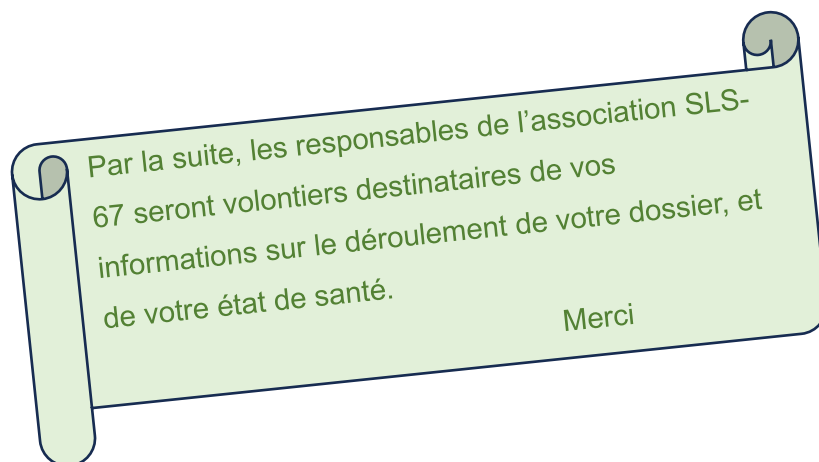 Par la suite, les responsables de l’association SLS-
67 seront volontiers destinataires de vos
informations sur le déroulement de votre dossier, et
de votre état de santé.
Merci